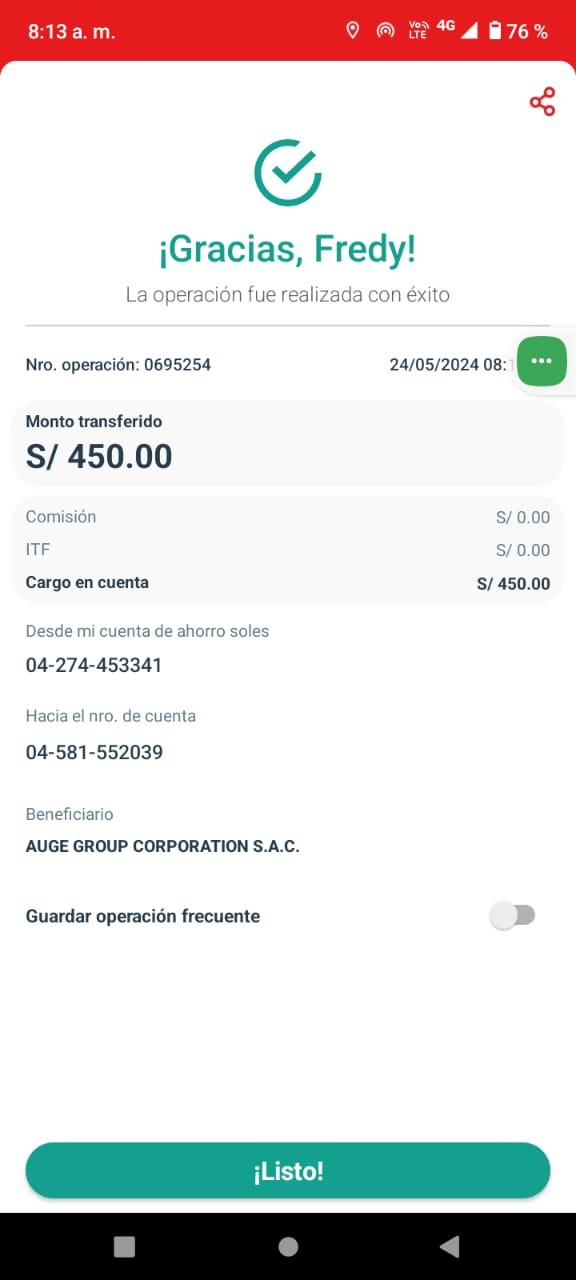 8:13 a. m. Vo LTE 4G 76 %
¡Gracias, Fredy!
La operación fue realizada con éxito
Nro. operación: 0695254 24/05/2024 08:
Monto transferido
S/ 450.00
Comisión S/ 0.00
ITF S/ 0.00
Cargo en cuenta S/ 450.00
Desde mi cuenta de ahorro soles
04-274-453341
Hacia el nro. de cuenta
04-581-552039
Beneficiario
AUGE GROUP CORPORATION S.A.C.
Guardar operación frecuente
¡Listo!